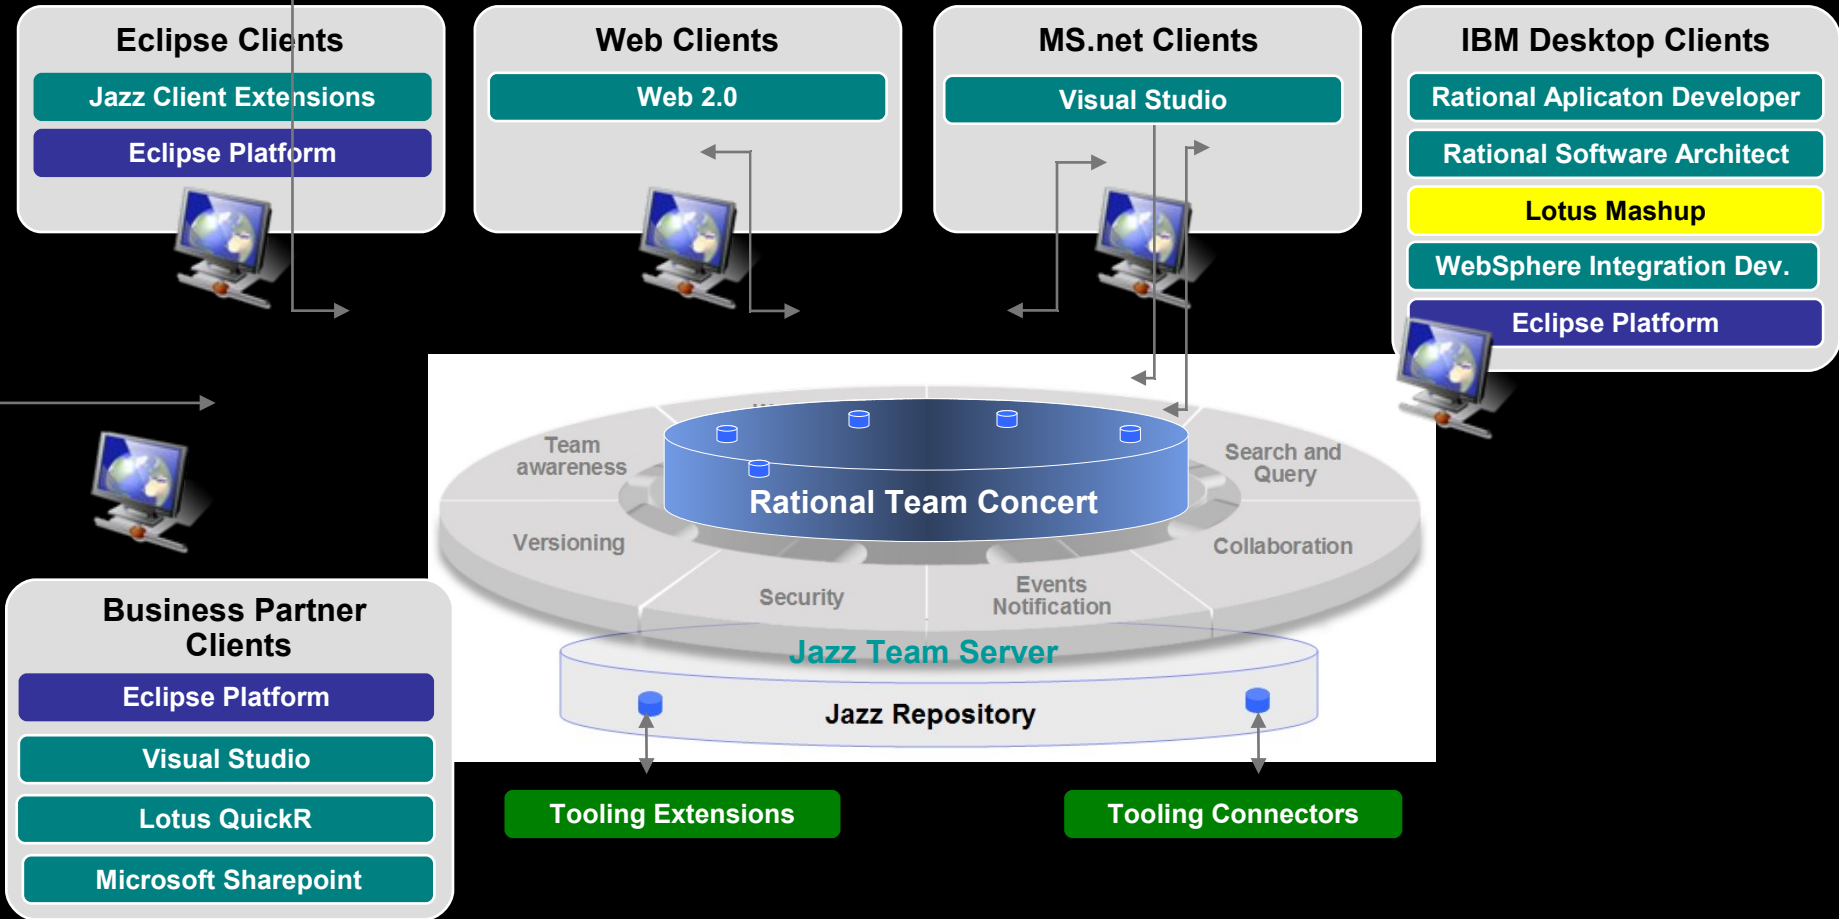 Eclipse Clients
Jazz Client Extensions
Eclipse Platform
Web Clients
Web 2.0
MS.net Clients
Visual Studio
IBM Desktop Clients
Rational Aplicaton Developer
Rational Software Architect
Lotus Mashup
WebSphere Integration Dev.
Eclipse Platform
Team
awareness
Search and
Query
Rational Team Concert
Versioning
Collaboration
Security
Events
Notification
Jazz Team Server
Jazz Repository
Business Partner
Clients
Eclipse Platform
Visual Studio
Lotus QuickR
Microsoft Sharepoint
Tooling Extensions
Tooling Connectors